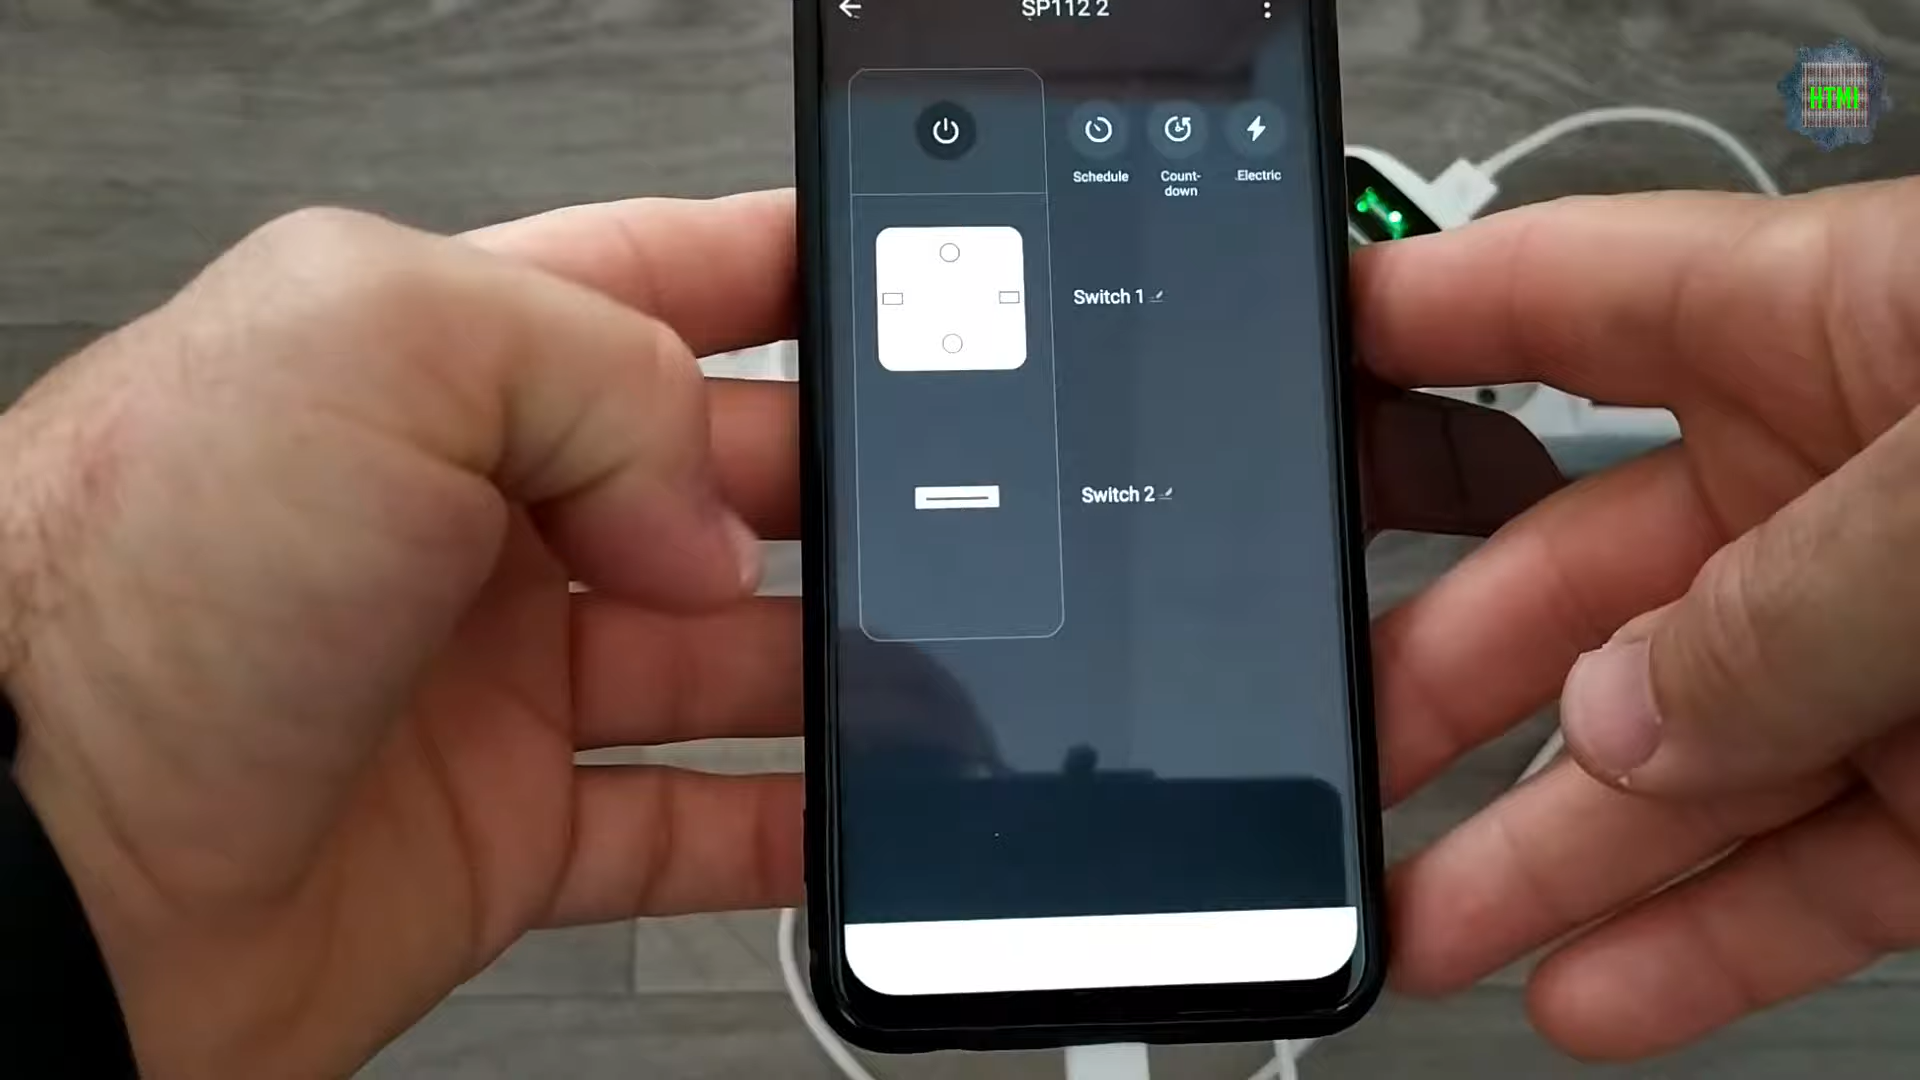 SP112 2
Schedule
Count-
down
Electric
Switch 1
Switch 2
HTMI